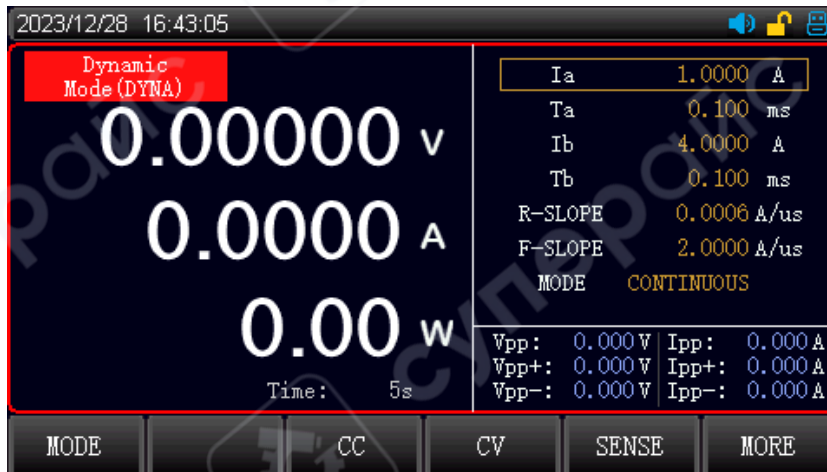 2023/12/28 16:43:05
Dynamic
Mode(DYNA)
0.00000 V
0.0000 A
0.00 W
Time: 5s
Ia 1.0000 A
Ta 0.100 ms
Ib 4.0000 A
Tb 0.100 ms
R-SLOPE 0.0006 A/us
F-SLOPE 2.0000 A/us
MODE CONTINUOUS
Vpp: 0.000 V Ipp: 0.000 A
Vpp+: 0.000 V Ipp+: 0.000 A
Vpp-: 0.000 V Ipp-: 0.000 A
MODE CC CV SENSE MORE
суперайс